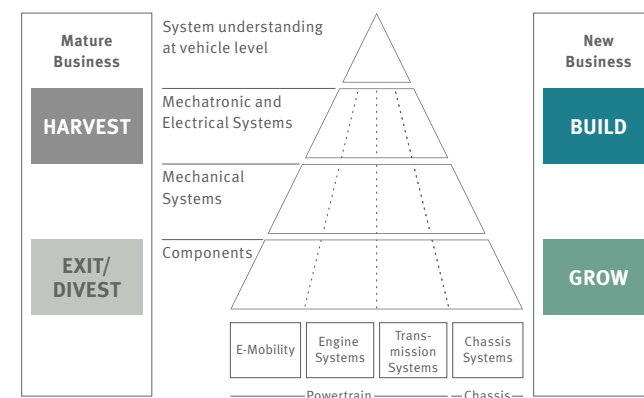 Mature
Business
HARVEST
EXIT/
DIVEST
System understanding
at vehicle level
Mechatronic and
Electrical Systems
Mechanical
Systems
Components
E-Mobility
Engine
Systems
Trans-
mission
Systems
Chassis
Systems
Powertrain
Chassis
New
Business
BUILD
GROW